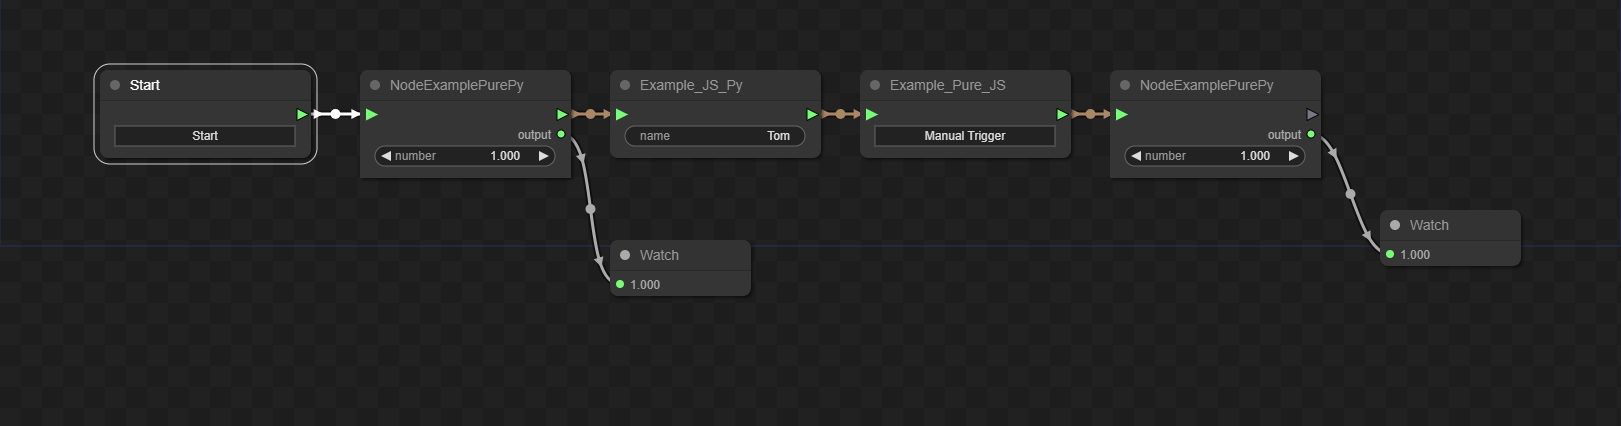 Start
Start
NodeExamplePurePy
output
number 1.000
Example_JS_Py
name Tom
Example_Pure_JS
Manual Trigger
NodeExamplePurePy
output
number 1.000
Watch
1.000
Watch
1.000